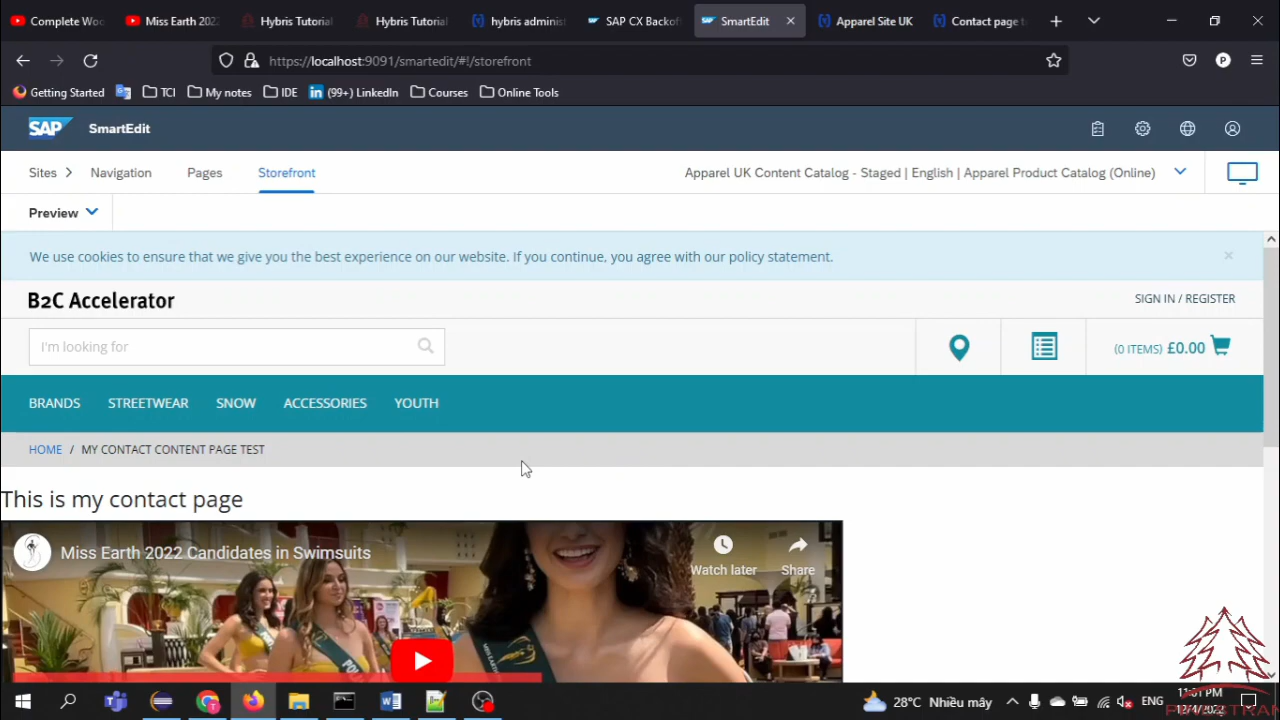 Complete Woo
Miss Earth 202
Hybris Tutorial
Hybris Tutorial
hybris administ
SAP CX Backoff
SmartEdit
Apparel Site UK
Contact page t
https://localhost:9091/smartedit/#!/storefront
P
Getting Started
TCI
My notes
IDE
(99+) LinkedIn
Courses
Online Tools
SAP SmartEdit
Sites
Navigation
Pages
Storefront
Apparel UK Content Catalog - Staged | English | Apparel Product Catalog (Online)
Preview
We use cookies to ensure that we give you the best experience on our website. If you continue, you agree with our policy statement.
B2C Accelerator
SIGN IN / REGISTER
I'm looking for
(0 ITEMS) £0.00
BRANDS
STREETWEAR
SNOW
ACCESSORIES
YOUTH
HOME / MY CONTACT CONTENT PAGE TEST
This is my contact page
Miss Earth 2022 Candidates in Swimsuits
Watch later
Share
28°C Nhiều mây
ENG
11:01 PM
12/4/2022